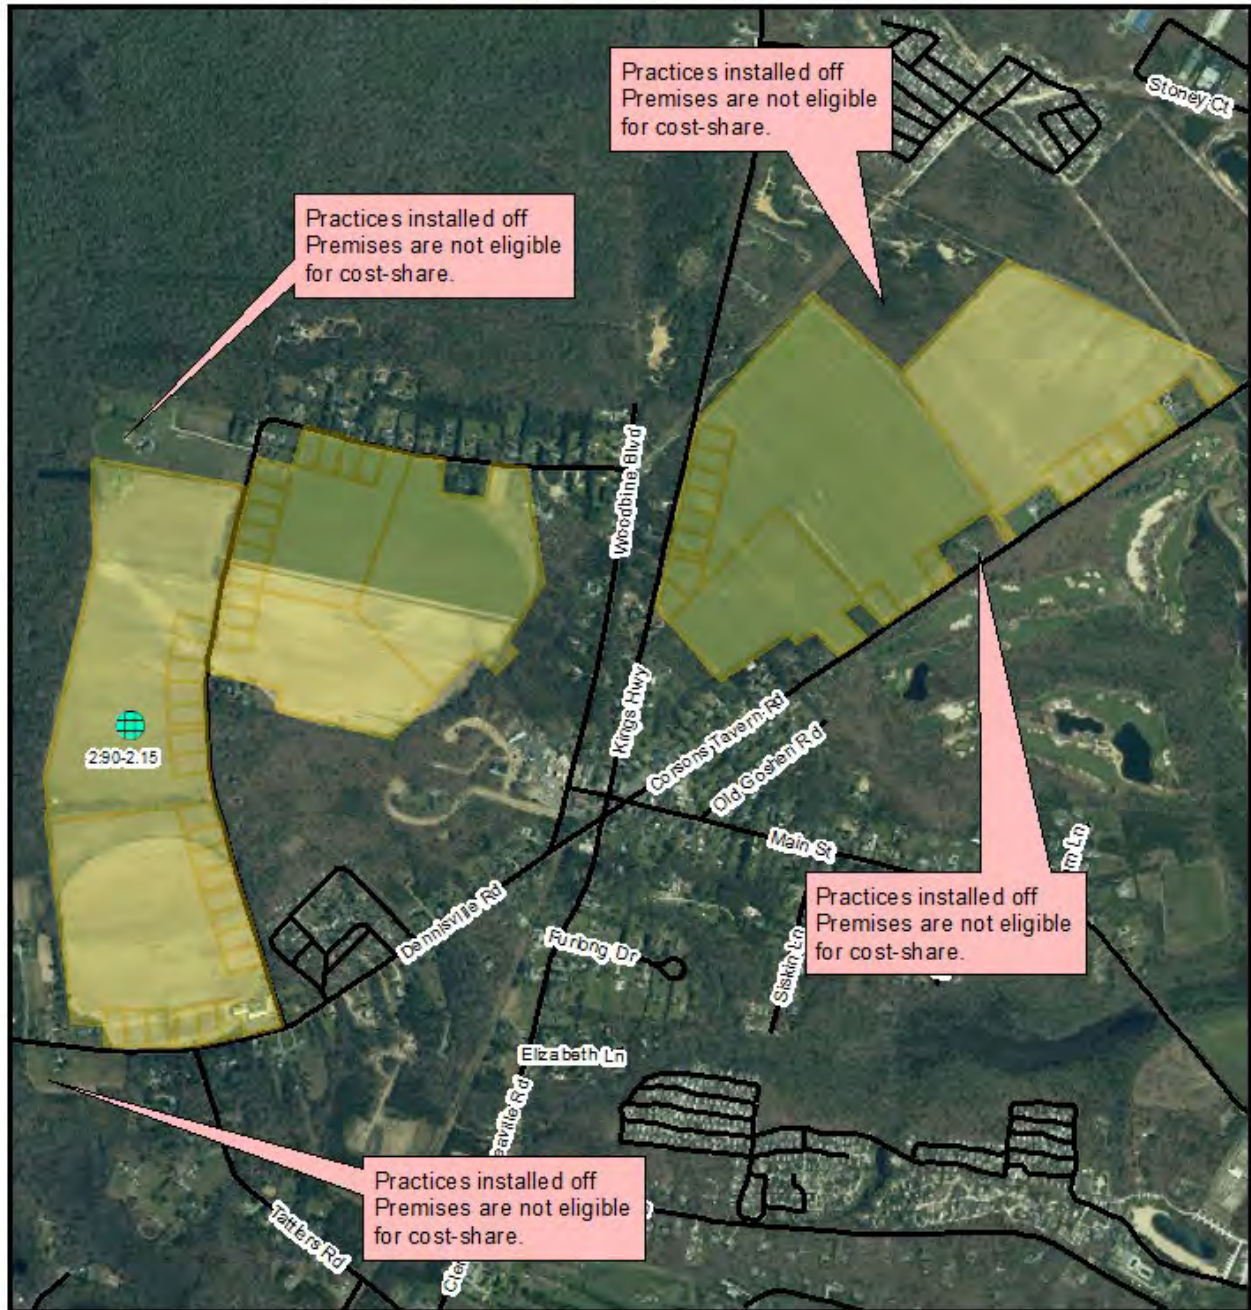 Practices installed off
Premises are not eligible
for cost-share.
Stoney Ct
Practices installed off
Premises are not eligible
for cost-share.
Woodbine Blvd
Kings Hwy
Corsons Tavern Rd
Old Goshen Rd
2.90-2.15
Main St
Practices installed off
Premises are not eligible
for cost-share.
Dennisville Rd
Furlong Dr
Siskin Ln
Ln
Elizabeth Ln
Rd
Practices installed off
Premises are not eligible
for cost-share.
Tattlers Rd